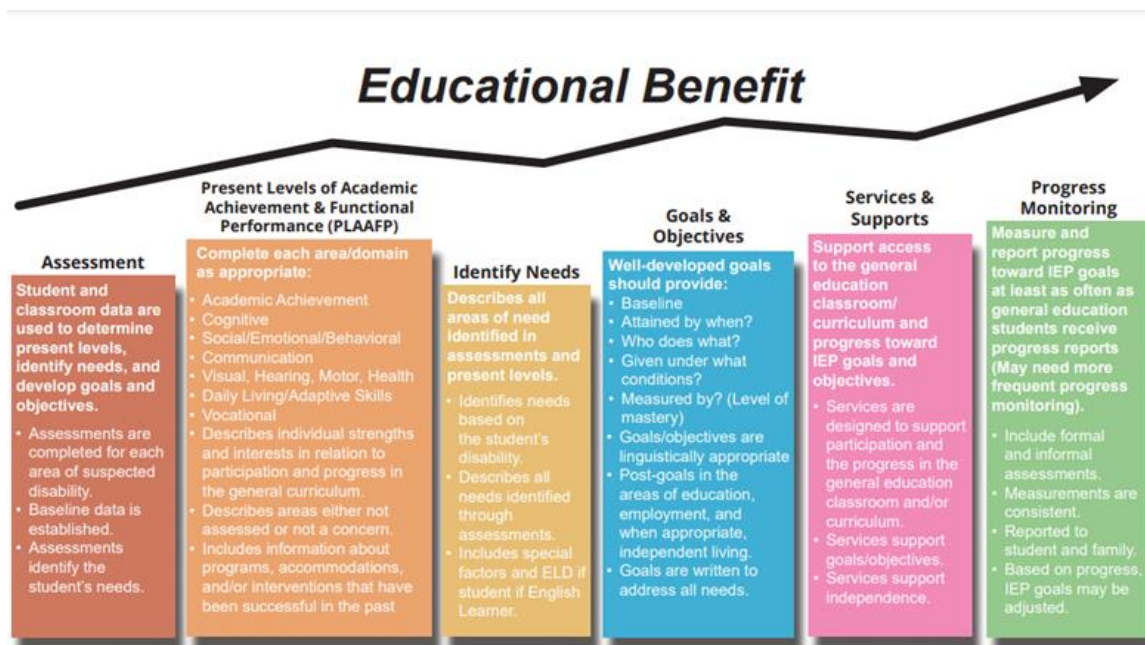 Educational Benefit
Assessment
Student and
classroom data are
used to determine
present levels,
identify needs, and
develop goals and
objectives.
• Assessments are
completed for each
area of suspected
disability.
• Baseline data is
established.
• Assessments
identify the
student's needs.
Present Levels of Academic
Achievement & Functional
Performance (PLAAFP)
Complete each area/domain
as appropriate:
• Academic Achievement
• Cognitive
• Social/Emotional/Behavioral
• Communication
• Visual, Hearing, Motor, Health
• Daily Living/Adaptive Skills
• Vocational
• Describes individual strengths
and interests in relation to
participation and progress in
the general curriculum.
• Describes areas either not
assessed or not a concern.
• Includes information about
programs, accommodations,
and/or interventions that have
been successful in the past
Identify Needs
Describes all
areas of need
identified in
assessments and
present levels.
• Identifies needs
based on
the student's
disability.
• Describes all
needs identified
through
assessments.
• Includes special
factors and ELD if
student if English
Learner.
Goals &
Objectives
Well-developed goals
should provide:
• Baseline
• Attained by when?
• Who does what?
• Given under what
conditions?
• Measured by? (Level of
mastery)
• Goals/objectives are
linguistically appropriate
• Post-goals in the
areas of education,
employment, and
when appropriate,
independent living.
• Goals are written to
address all needs.
Services &
Supports
Support access
to the general
education
classroom/
curriculum and
progress toward
IEP goals and
objectives.
• Services are
designed to support
participation and
the progress in the
general education
classroom and/or
curriculum.
• Services support
goals/objectives.
• Services support
independence.
Progress
Monitoring
Measure and
report progress
toward IEP goals
at least as often as
general education
students receive
progress reports
(May need more
frequent progress
monitoring).
• Include formal
and informal
assessments.
• Measurements are
consistent.
• Reported to
student and family.
• Based on progress,
IEP goals may be
adjusted.